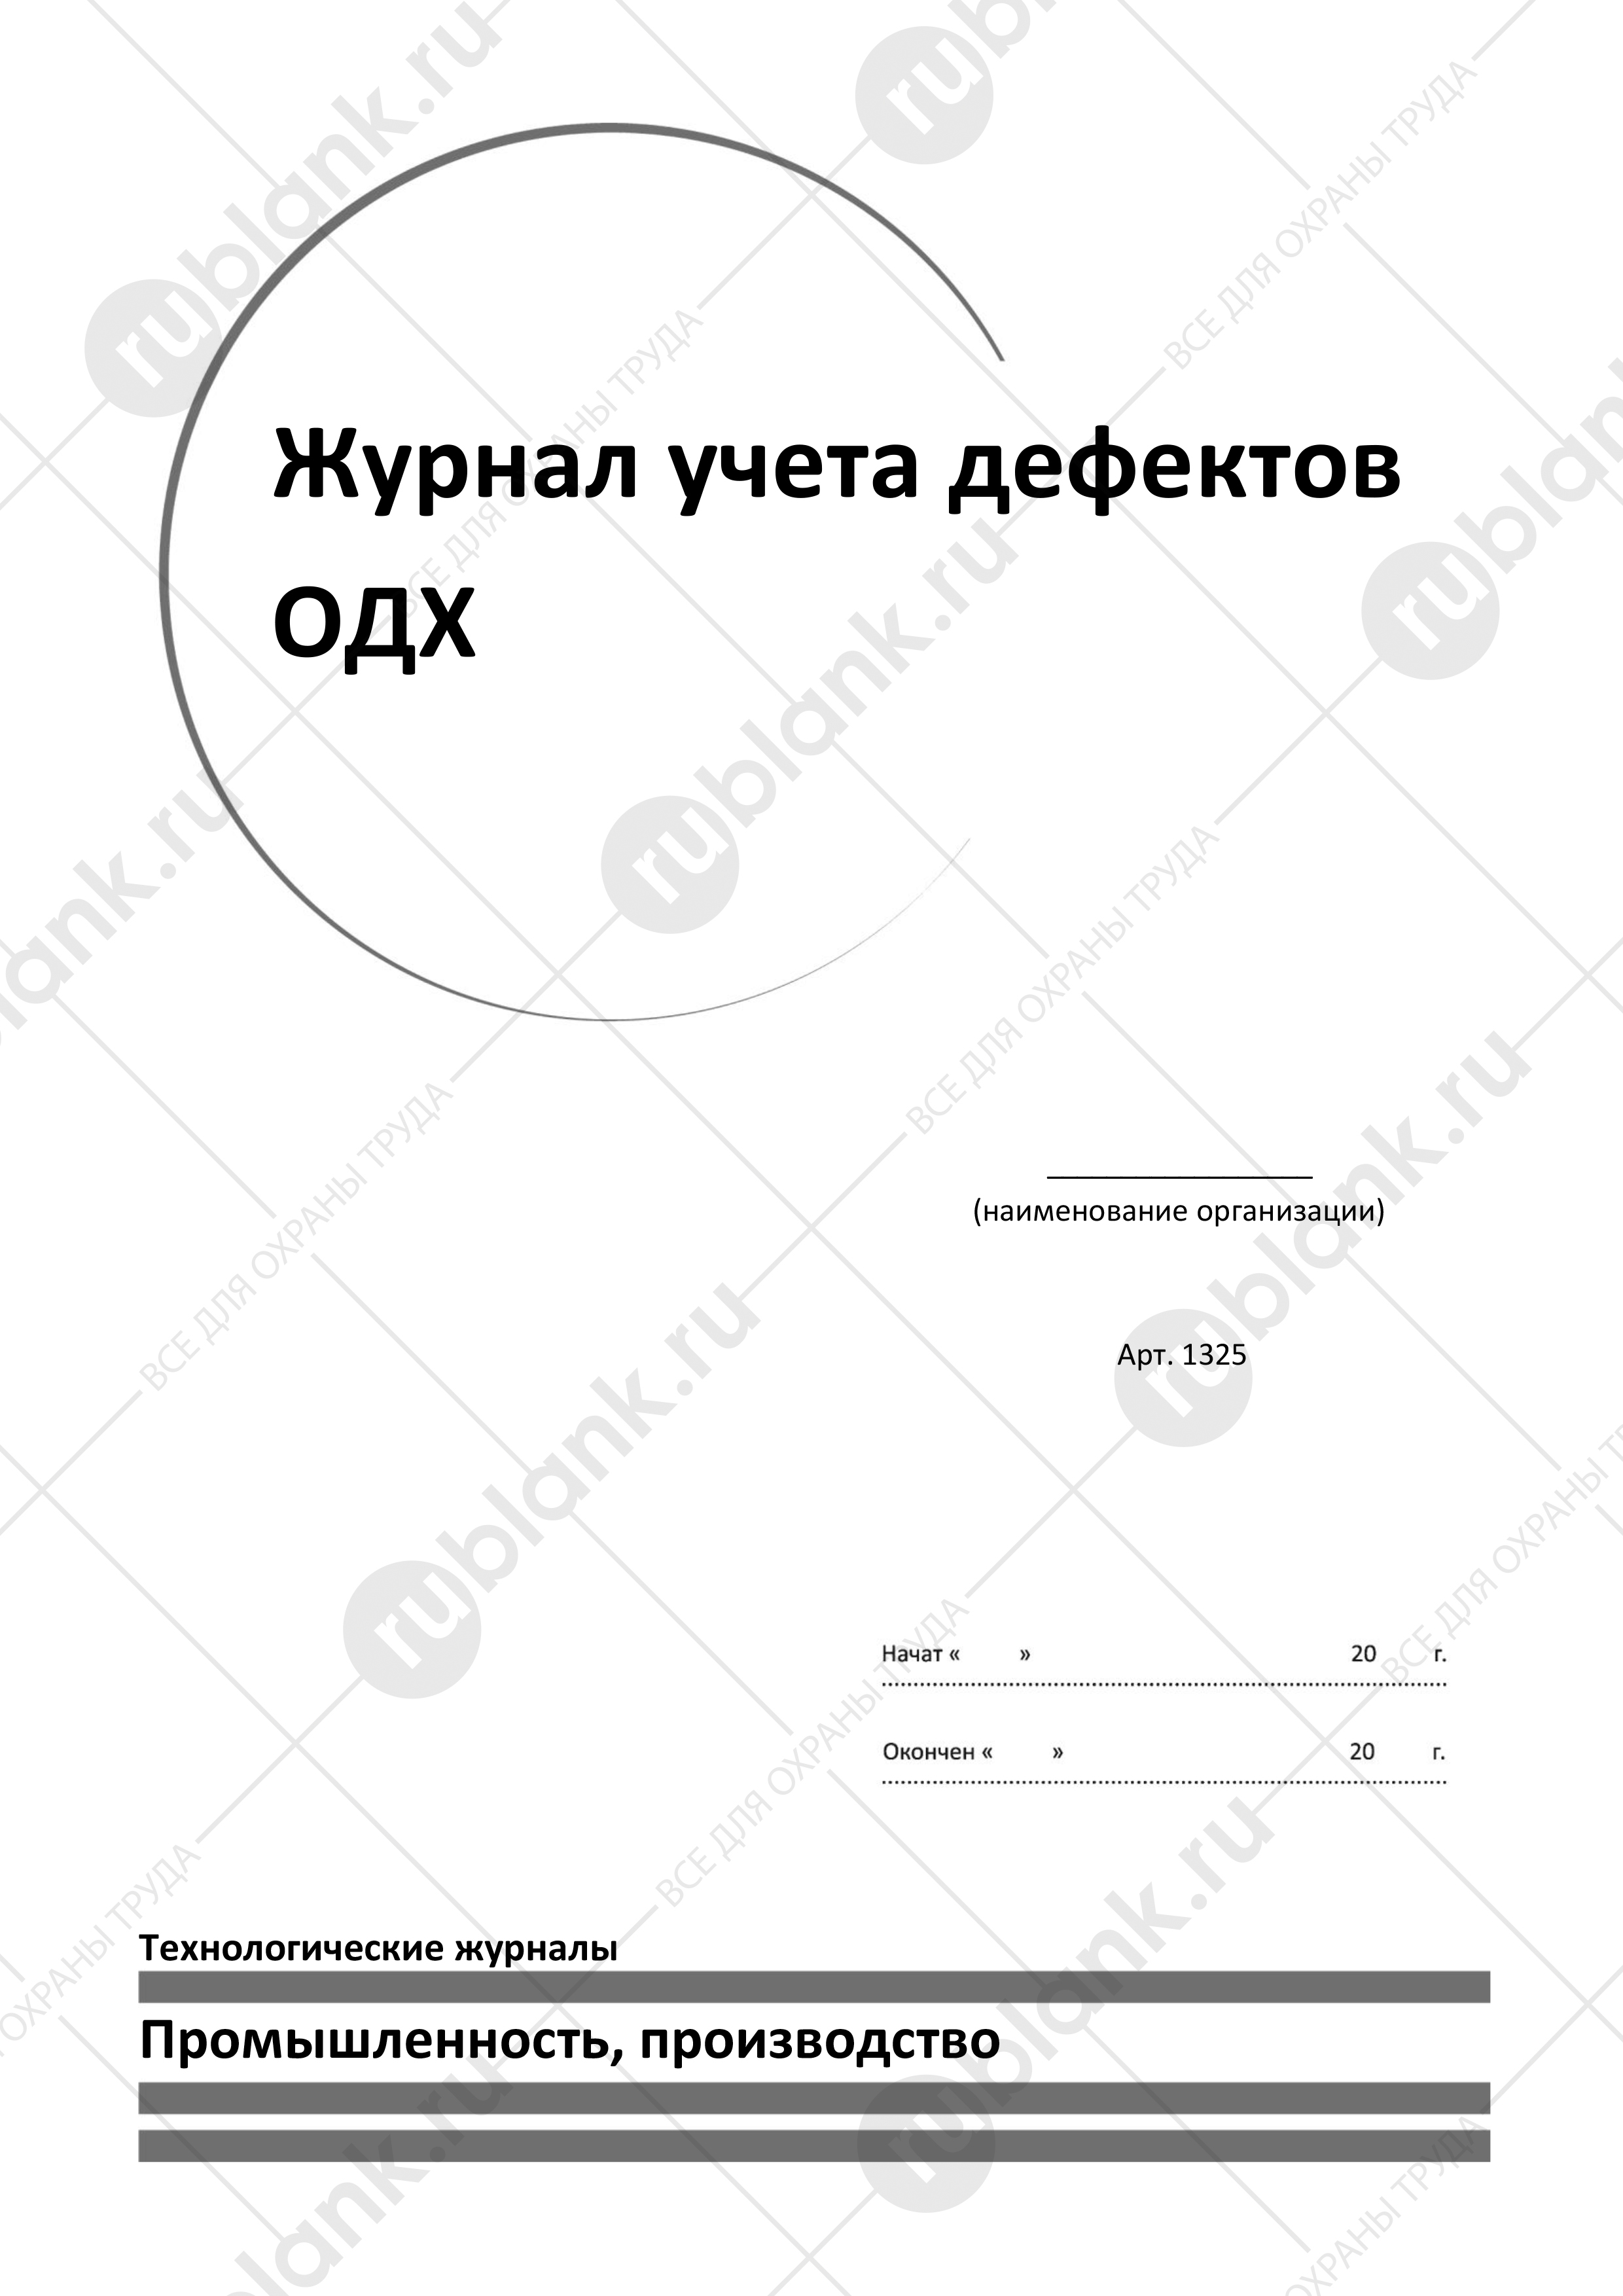 Журнал учета дефектов
ОДХ
(наименование организации)
Арт. 1325
Начат « » 20 г.
Окончен « » 20 г.
Технологические журналы
Промышленность, производство
rublank.ru
ВСЕ ДЛЯ ОХРАНЫ ТРУДА